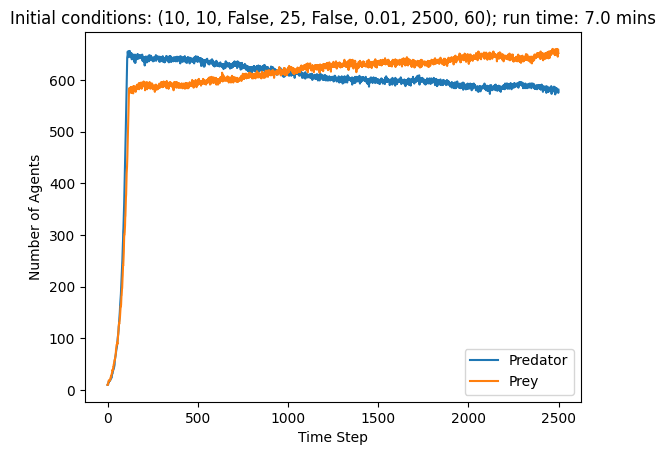 Initial conditions: (10, 10, False, 25, False, 0.01, 2500, 60); run time: 7.0 mins
600
500
400
300
200
100
0
Number of Agents
Predator
Prey
0 500 1000 1500 2000 2500
Time Step